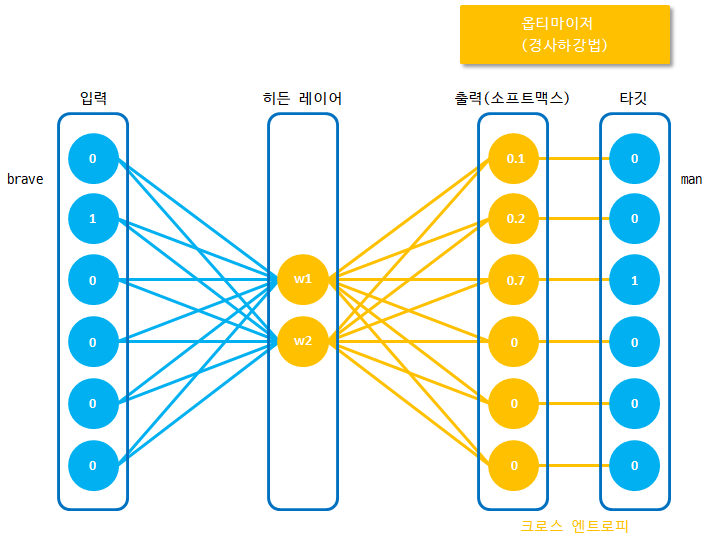 옵티마이저
(경사하강법)
입력
히든 레이어
출력(소프트맥스)
타깃
brave
man
0
0.1
0
1
0.2
0
0
w1
0.7
1
0
w2
0
0
0
0
0
0
0
0
크로스 엔트로피